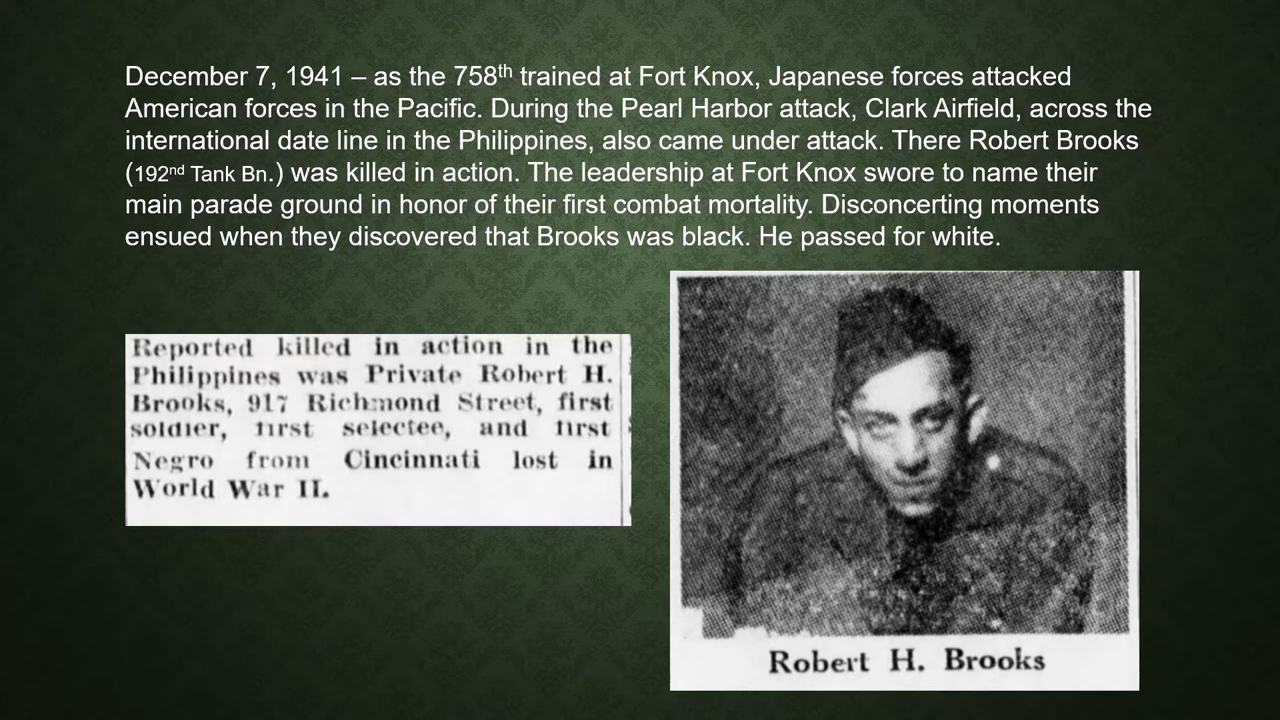 December 7, 1941 – as the 758th trained at Fort Knox, Japanese forces attacked
American forces in the Pacific. During the Pearl Harbor attack, Clark Airfield, across the
international date line in the Philippines, also came under attack. There Robert Brooks
(192nd Tank Bn.) was killed in action. The leadership at Fort Knox swore to name their
main parade ground in honor of their first combat mortality. Disconcerting moments
ensued when they discovered that Brooks was black. He passed for white.
Reported killed in action in the
Philippines was Private Robert H.
Brooks, 917 Richmond Street, first
soldier, first selectee, and first
Negro from Cincinnati lost in
World War II.
Robert H. Brooks